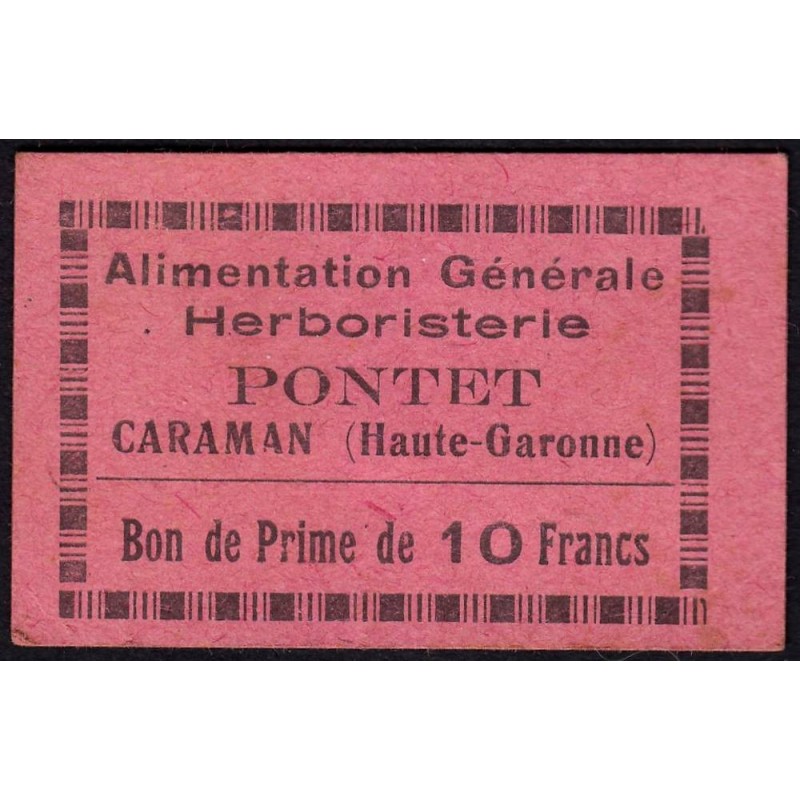 Alimentation Générale
Herboristerie
PONTET
CARAMAN (Haute-Garonne)
Bon de Prime de 10 Francs